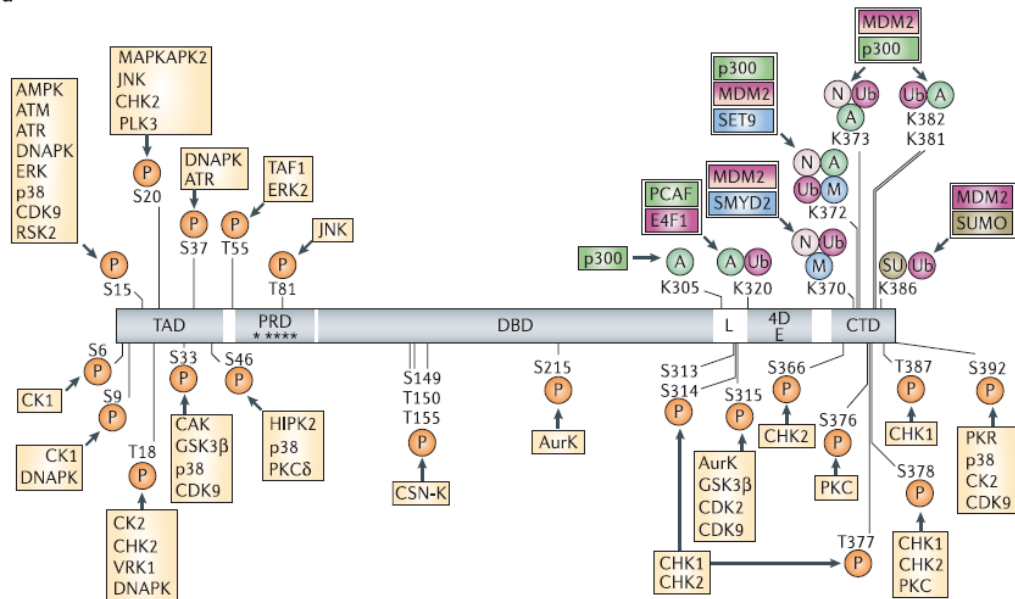 MAPKAPK2
JNK
CHK2
PLK3
AMPK
ATM
ATR
DNAPK
ERK
p38
CDK9
RSK2
P
S15
P
S20
DNAPK
ATR
P
S37
TAF1
ERK2
P
T55
JNK
P
T81
p300
A
K305
PCAF
E4F1
A Ub
K320
MDM2
SMYD2
N Ub
M
K370
p300
MDM2
SET9
N A
Ub M
K372
MDM2
p300
N Ub
A
K373
Ub A
K382
K381
MDM2
SUMO
SU Ub
K386
TAD
PRD
* ****
DBD
L
4D
E
CTD
S6
P
CK1
S9
P
CK1
DNAPK
T18
P
CK2
CHK2
VRK1
DNAPK
S33
P
CAK
GSK3β
p38
CDK9
S46
P
HIPK2
p38
PKCδ
S149
T150
T155
P
CSN-K
S215
P
AurK
S313
S314
P
CHK1
CHK2
S315
P
AurK
GSK3β
CDK2
CDK9
S366
P
CHK2
S376
P
PKC
T377
P
S378
P
CHK1
CHK2
PKC
T387
P
CHK1
S392
P
PKR
p38
CK2
CDK9